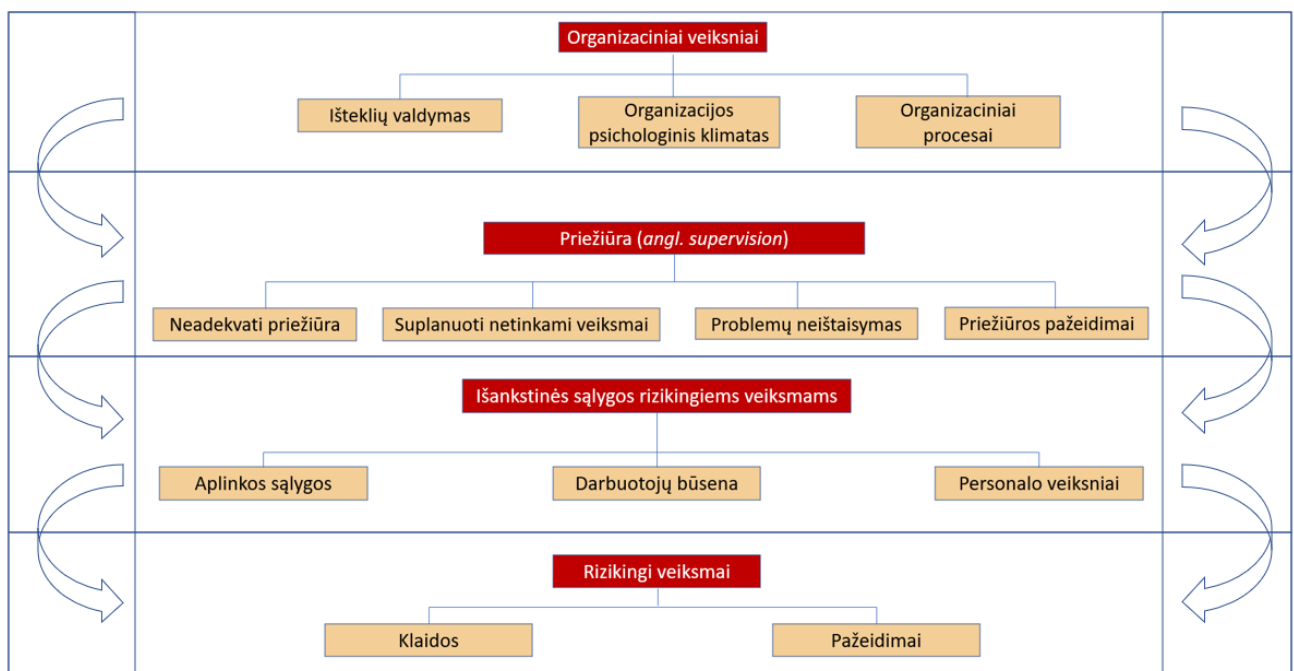 Organizaciniai veiksniai
Išteklių valdymas
Organizacijos
psichologinis klimatas
Organizaciniai
procesai
Priežiūra (angl. supervision)
Neadekvati priežiūra
Suplanuoti netinkami veiksmai
Problemų neištaisymas
Priežiūros pažeidimai
Išankstinės sąlygos rizikingiems veiksmams
Aplinkos sąlygos
Darbuotojų būsena
Personalo veiksniai
Rizikingi veiksmai
Klaidos
Pažeidimai